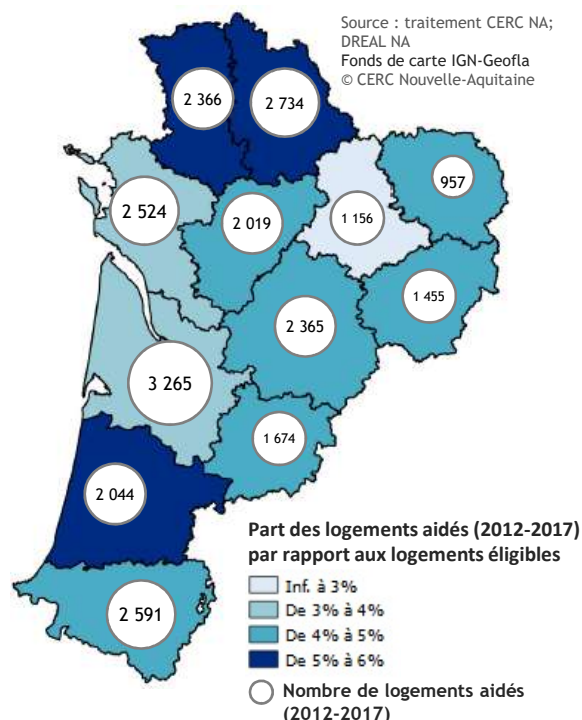 Source : traitement CERC NA;
DREAL NA
Fonds de carte IGN-Geofla
© CERC Nouvelle-Aquitaine
2 366
2 734
957
2 524
2 019
1 156
1 455
2 365
3 265
1 674
2 044
2 591
Part des logements aidés (2012-2017)
par rapport aux logements éligibles
Inf. à 3%
De 3% à 4%
De 4% à 5%
De 5% à 6%
Nombre de logements aidés
(2012-2017)